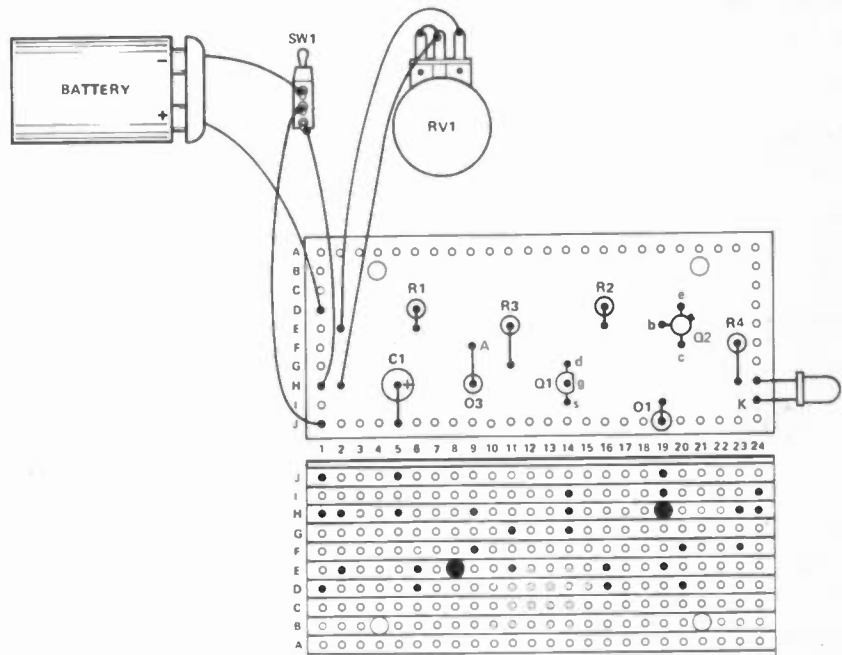 SW1
−
BATTERY
+
RV1
A
B
C
D
E
F
G
H
I
J
R1
R2
R3
R4
e
b
c
Q2
A
C1
+
O3
Q1
d
g
s
O1
K
1 2 3 4 5 6 7 8 9 10 11 12 13 14 15 16 17 18 19 20 21 22 23 24
J
I
H
G
F
E
D
C
B
A